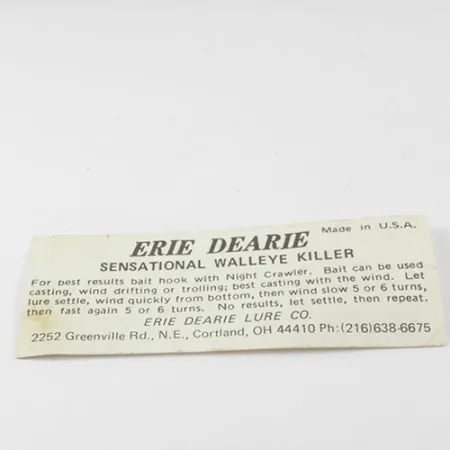 ERIE DEARIE Made in U.S.A.
SENSATIONAL WALLEYE KILLER
For best results bait hook with Night Crawler. Bait can be used
casting, wind drifting or trolling; best casting with the wind. Let
lure settle, wind quickly from bottom, then wind slow 5 or 6 turns,
then fast again 5 or 6 turns. No results, let settle, then repeat.
ERIE DEARIE LURE CO.
2252 Greenville Rd., N.E., Cortland, OH 44410 Ph:(216)638-6675